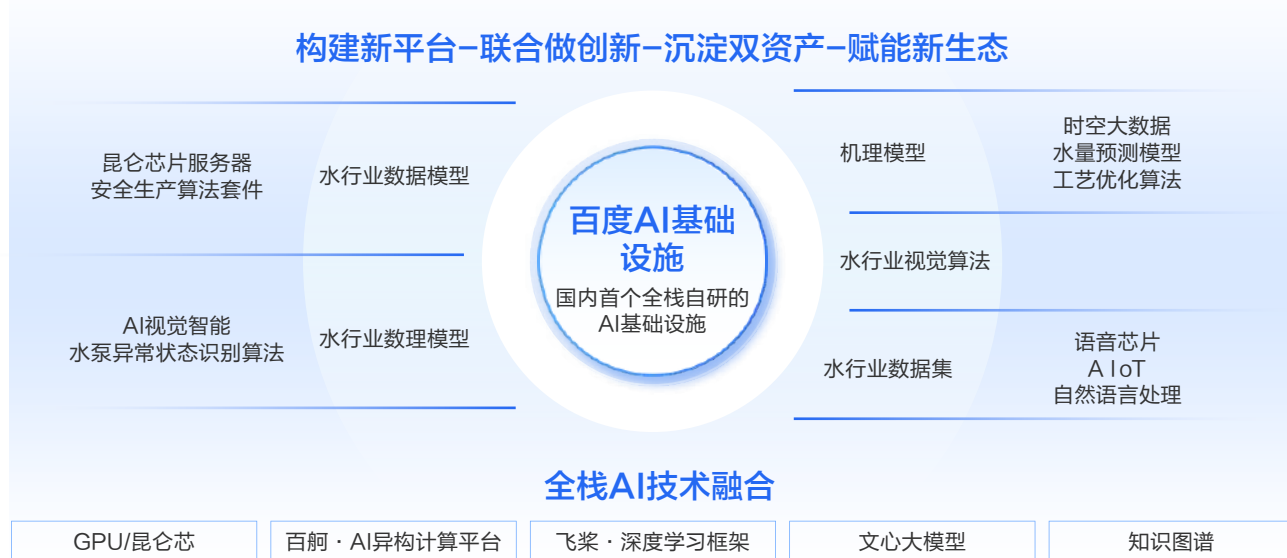 构建新平台-联合做创新-沉淀双资产-赋能新生态
昆仑芯片服务器
安全生产算法套件
水行业数据模型
AI视觉智能
水泵异常状态识别算法
水行业数理模型
百度AI基础
设施
国内首个全栈自研的
AI基础设施
机理模型
时空大数据
水量预测模型
工艺优化算法
水行业视觉算法
水行业数据集
语音芯片
AIoT
自然语言处理
全栈AI技术融合
GPU/昆仑芯
百舸·AI异构计算平台
飞桨·深度学习框架
文心大模型
知识图谱